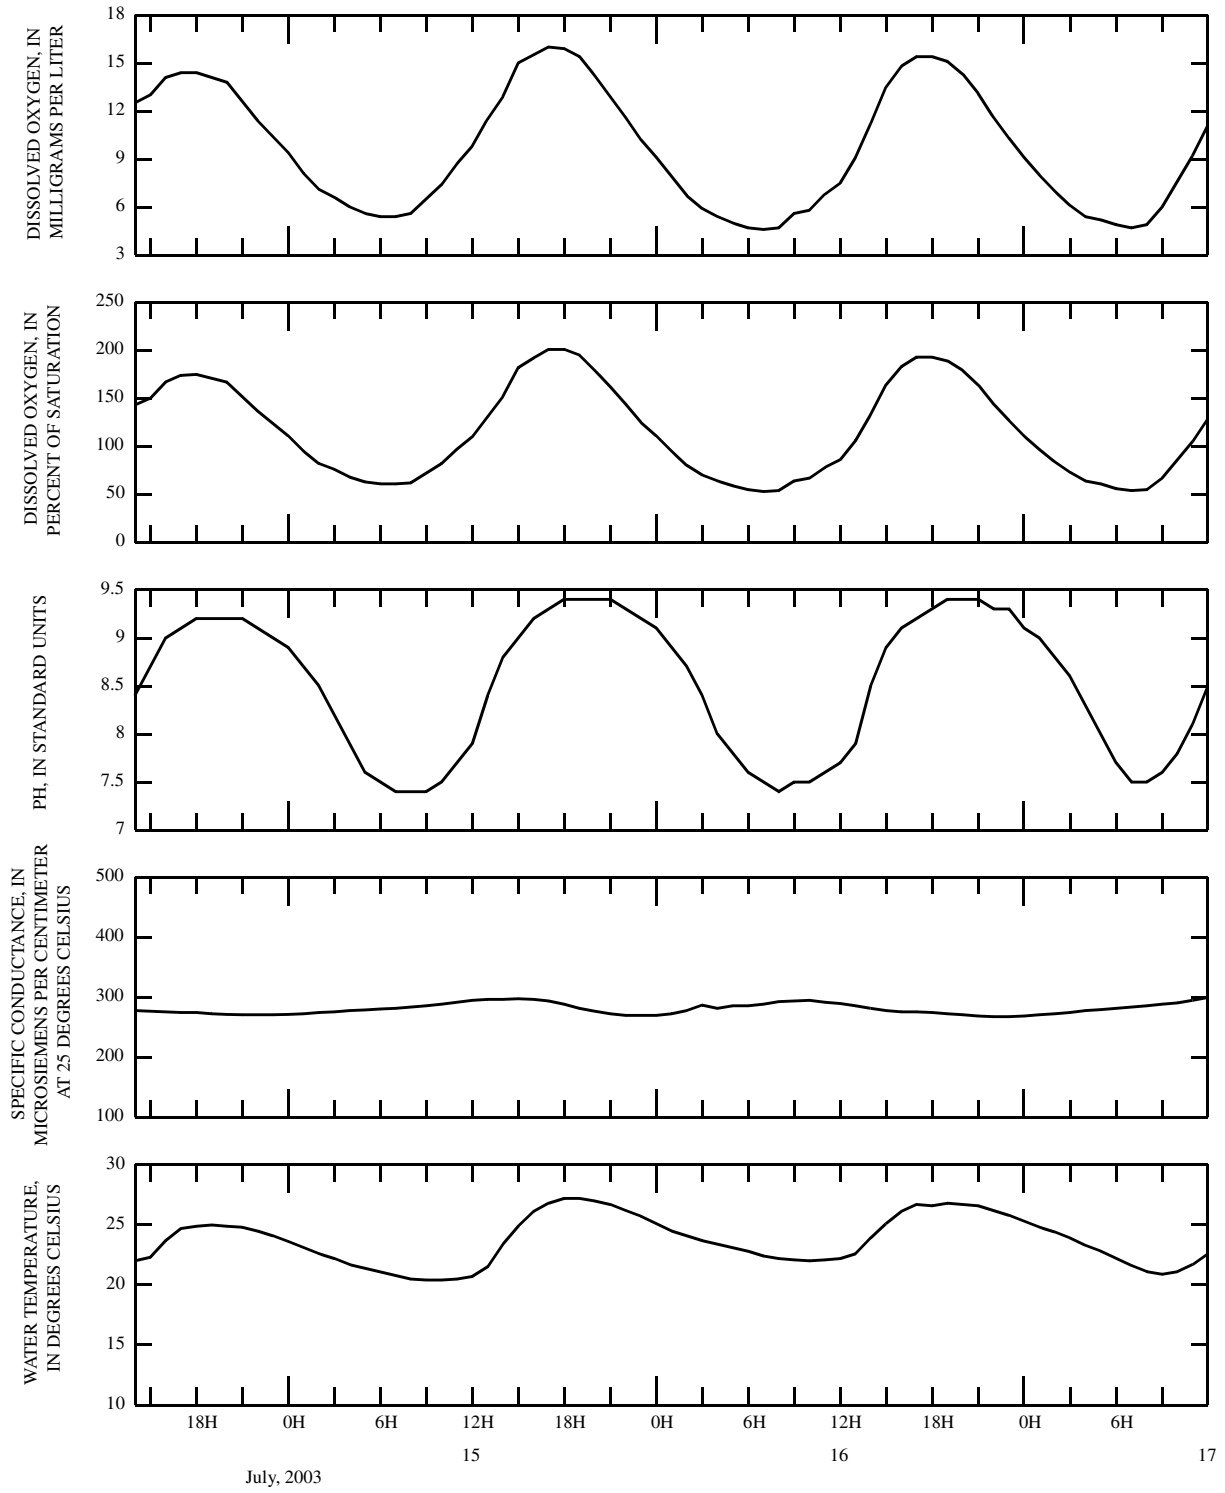 DISSOLVED OXYGEN, IN
MILLIGRAMS PER LITER
18
15
12
9
6
3
DISSOLVED OXYGEN, IN
PERCENT OF SATURATION
250
200
150
100
50
0
PH, IN STANDARD UNITS
9.5
9
8.5
8
7.5
7
SPECIFIC CONDUCTANCE, IN
MICROSIEMENS PER CENTIMETER
AT 25 DEGREES CELSIUS
500
400
300
200
100
WATER TEMPERATURE,
IN DEGREES CELSIUS
30
25
20
15
10
18H 0H 6H 12H 18H 0H 6H 12H 18H 0H 6H
15 16 17
July, 2003